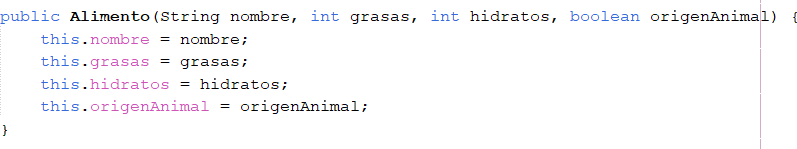 public Alimento(String nombre, int grasas, int hidratos, boolean origenAnimal) {
    this.nombre = nombre;
    this.grasas = grasas;
    this.hidratos = hidratos;
    this.origenAnimal = origenAnimal;
}